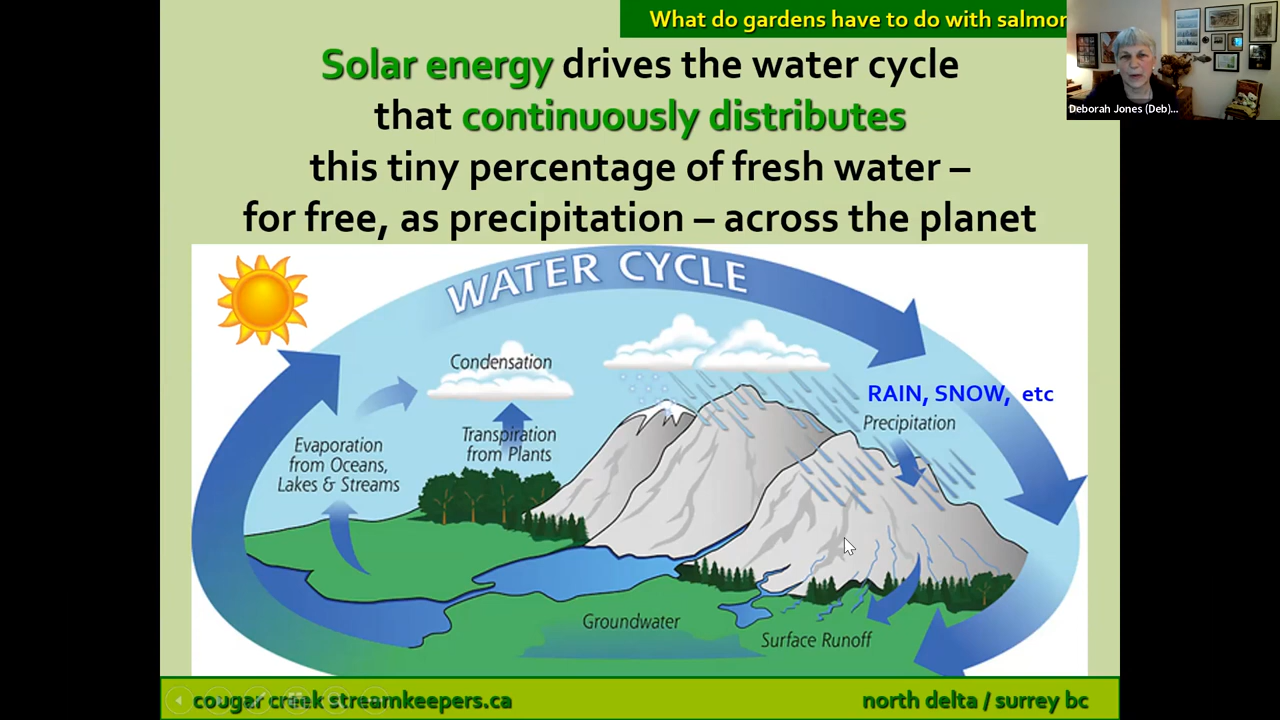 What do gardens have to do with salmon
Deborah Jones (Deb)...
Solar energy drives the water cycle
that continuously distributes
this tiny percentage of fresh water –
for free, as precipitation – across the planet
WATER CYCLE
Condensation
RAIN, SNOW, etc
Precipitation
Evaporation
from Oceans,
Lakes & Streams
Transpiration
from Plants
Groundwater
Surface Runoff
cougar creek streamkeepers.ca
north delta / surrey bc